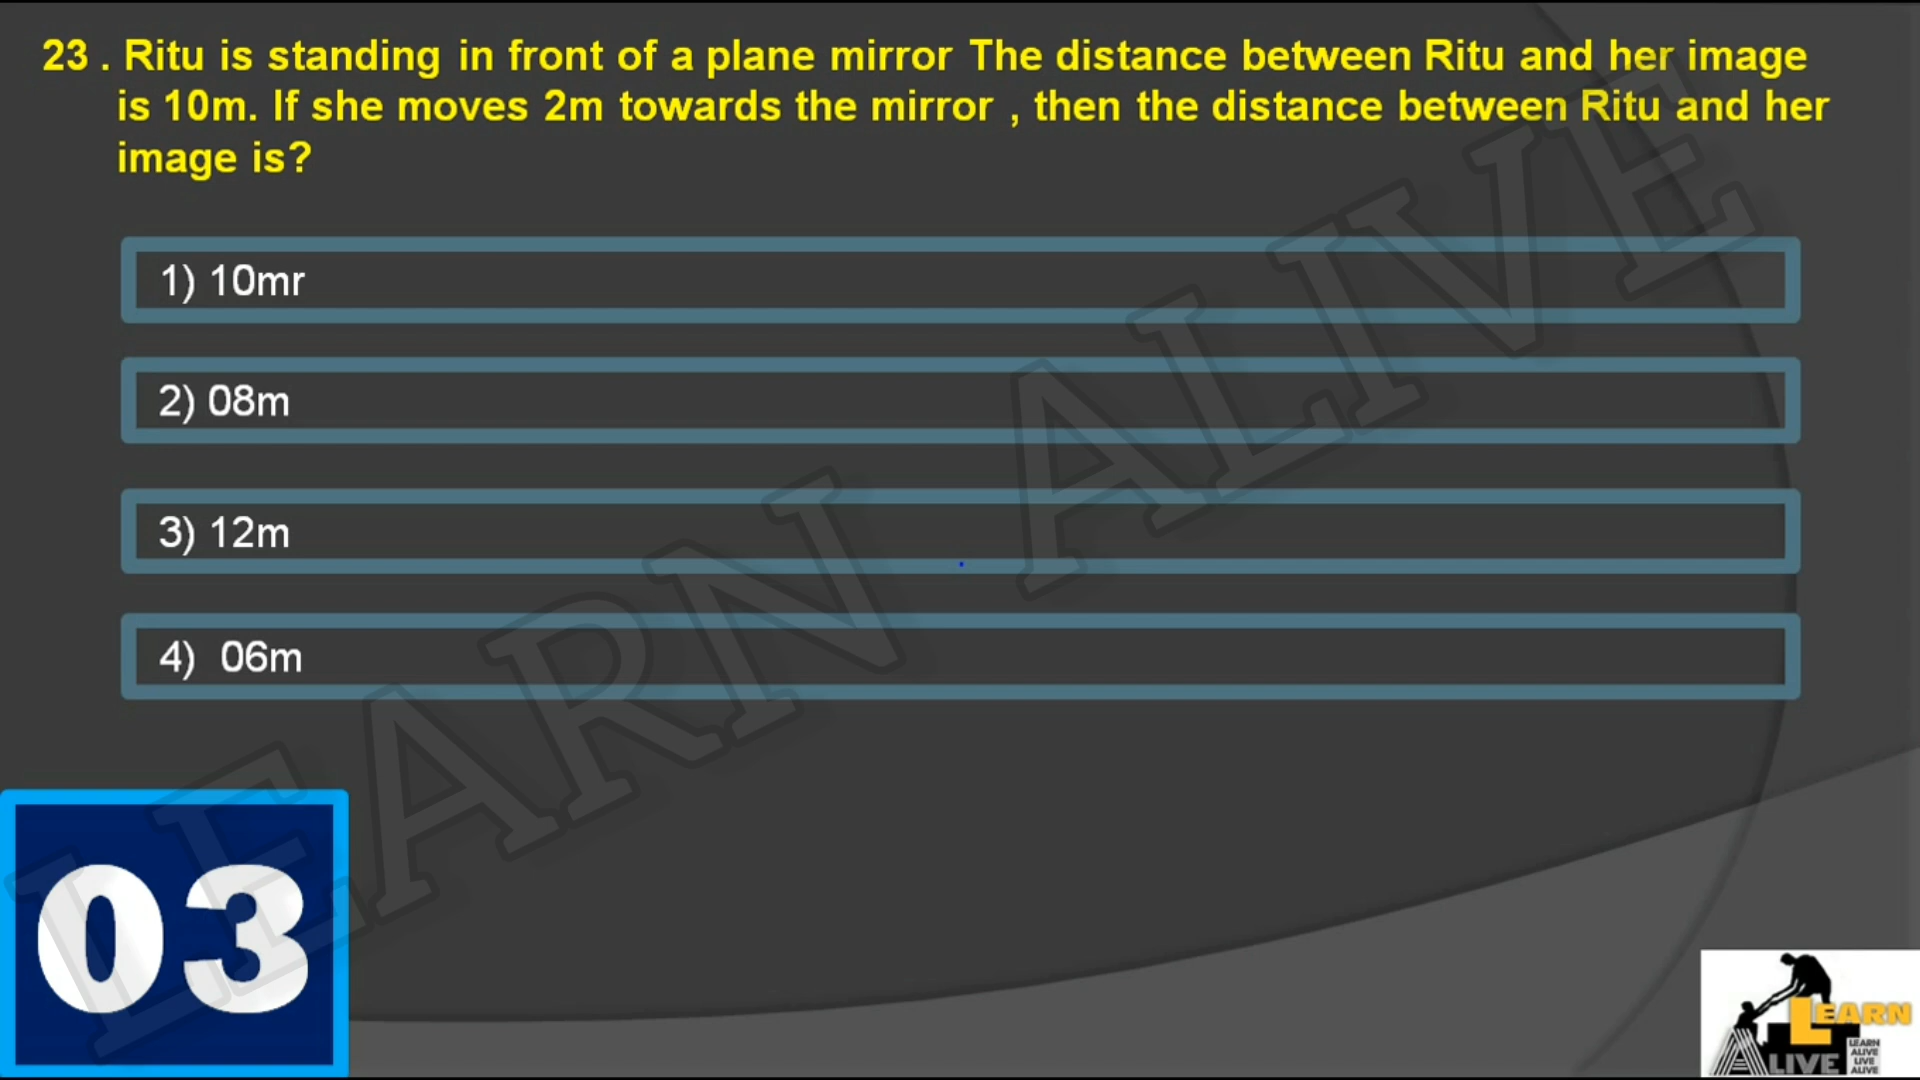 23 . Ritu is standing in front of a plane mirror The distance between Ritu and her image
is 10m. If she moves 2m towards the mirror , then the distance between Ritu and her
image is?
1) 10mr
2) 08m
3) 12m
4) 06m
LEARN ALIVE
03
LEARN
ALIVE
LEARN
ALIVE
LIVE
ALIVE